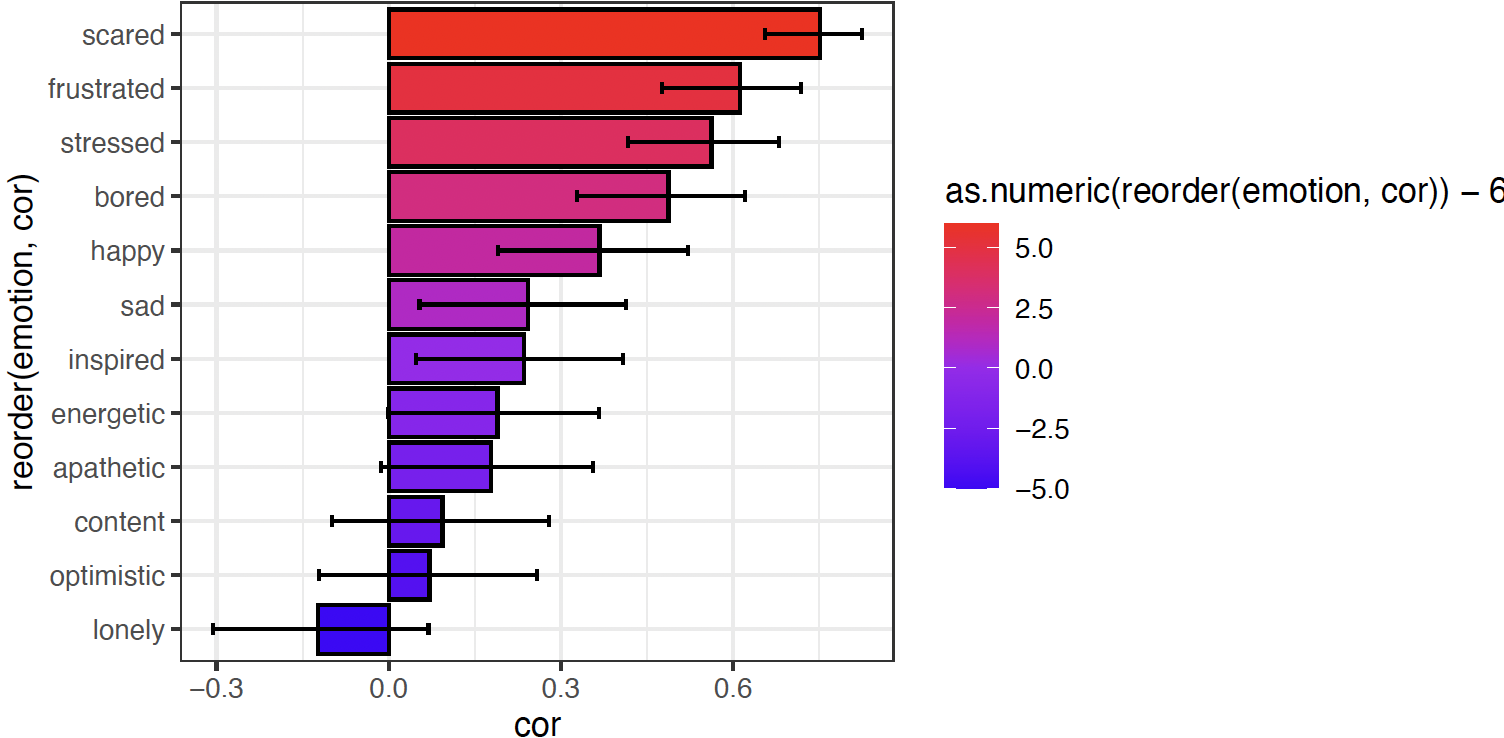 reorder(emotion, cor)
scared
frustrated
stressed
bored
happy
sad
inspired
energetic
apathetic
content
optimistic
lonely
−0.3
0.0
0.3
0.6
cor
as.numeric(reorder(emotion, cor)) − 6
5.0
2.5
0.0
−2.5
−5.0